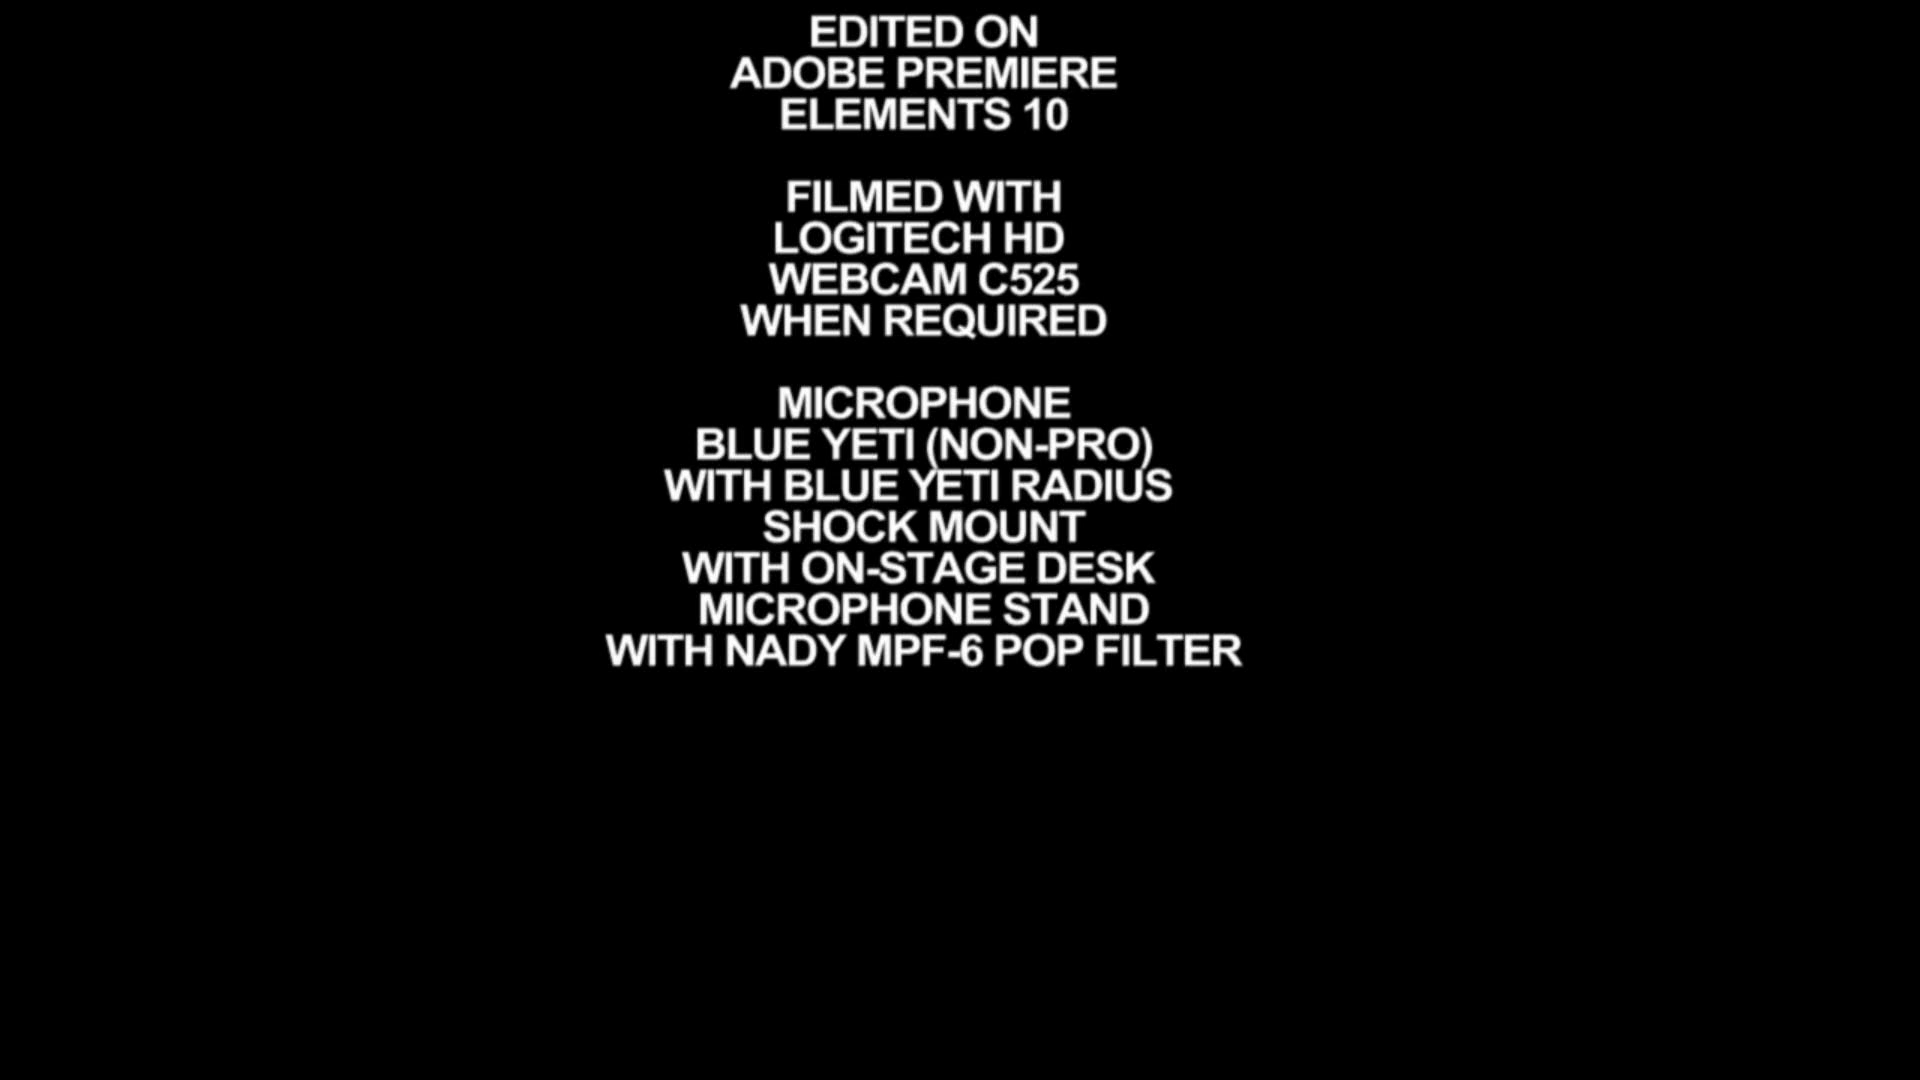 EDITED ON
ADOBE PREMIERE
ELEMENTS 10
FILMED WITH
LOGITECH HD
WEBCAM C525
WHEN REQUIRED
MICROPHONE
BLUE YETI (NON-PRO)
WITH BLUE YETI RADIUS
SHOCK MOUNT
WITH ON-STAGE DESK
MICROPHONE STAND
WITH NADY MPF-6 POP FILTER